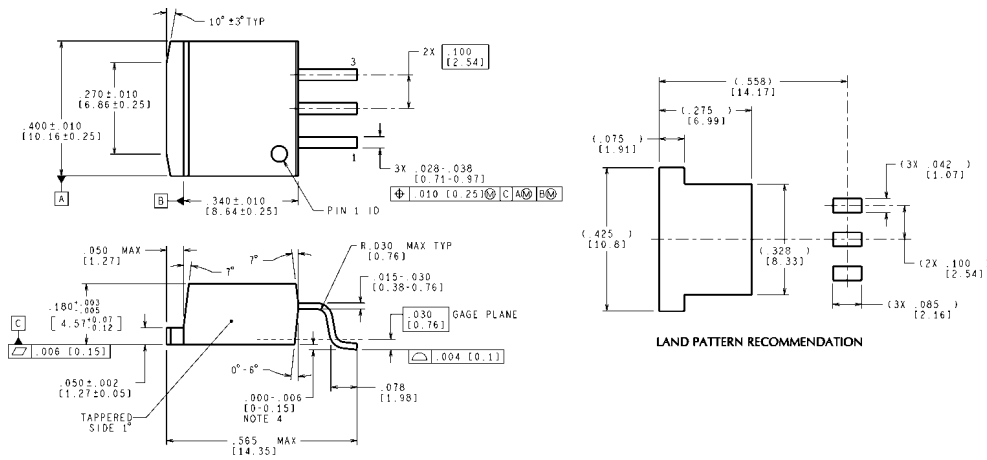 10° ±3° TYP
2X .100
[2.54]
3
.270±.010
[6.86±0.25]
.400±.010
[10.16±0.25]
1
3X .028-.038
[0.71-0.97]
⌖ .010 [0.25]Ⓜ C AⓂ BⓂ
A
B
.340±.010
[8.64±0.25]
PIN 1 ID
.050 MAX
[1.27]
7°
7°
R.030 MAX TYP
[0.76]
.015-.030
[0.38-0.76]
.180+.003 -.005
[4.57+0.07 -0.12]
.030
[0.76]
GAGE PLANE
C
⏥ .006 [0.15]
⌓ .004 [0.1]
.050±.002
[1.27±0.05]
0°-6°
.000-.006
[0-0.15]
NOTE 4
.078
[1.98]
TAPPERED
SIDE 1°
.565 MAX
[14.35]
(.558)
[14.17]
(.275 )
[6.99]
(.075 )
[1.91]
(3X .042 )
[1.07]
(.425 )
[10.8]
(.328 )
[8.33]
(2X .100 )
[2.54]
(3X .085 )
[2.16]
LAND PATTERN RECOMMENDATION